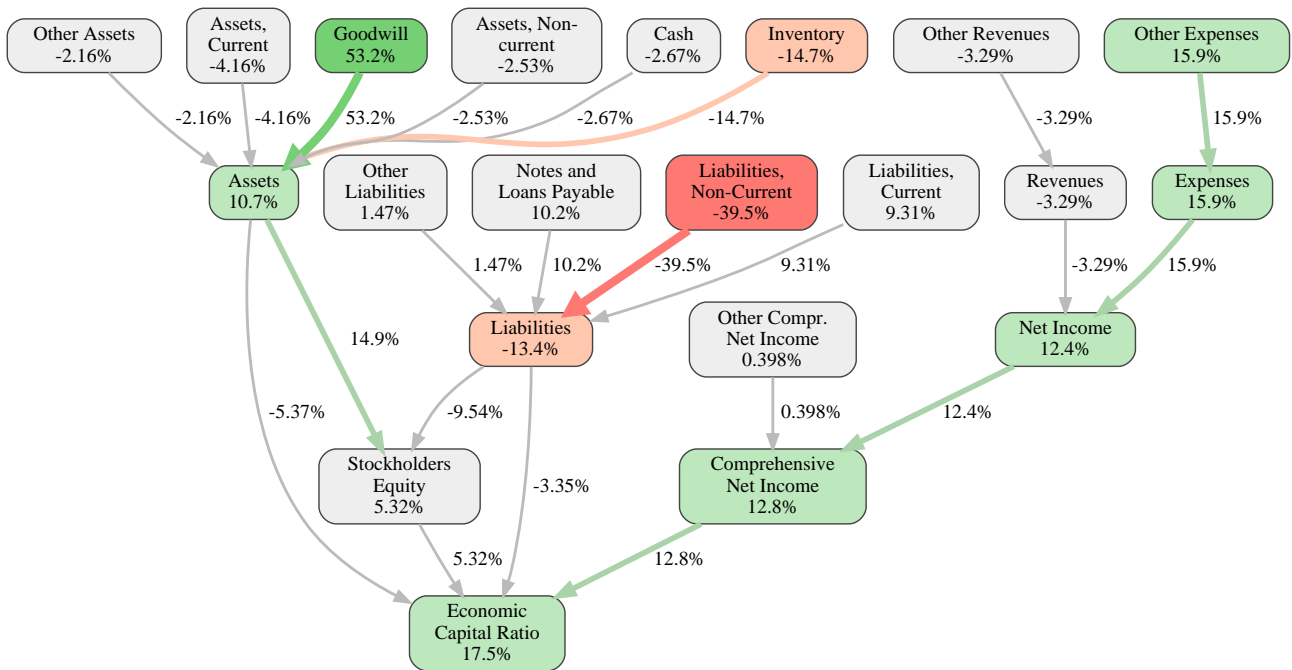 Other Assets
-2.16%
Assets,
Current
-4.16%
Goodwill
53.2%
Assets, Non-
current
-2.53%
Cash
-2.67%
Inventory
-14.7%
Other Revenues
-3.29%
Other Expenses
15.9%
-2.16%
-4.16%
53.2%
-2.53%
-2.67%
-14.7%
-3.29%
15.9%
Assets
10.7%
Other
Liabilities
1.47%
Notes and
Loans Payable
10.2%
Liabilities,
Non-Current
-39.5%
Liabilities,
Current
9.31%
Revenues
-3.29%
Expenses
15.9%
1.47%
10.2%
-39.5%
9.31%
-3.29%
15.9%
14.9%
Liabilities
-13.4%
Other Compr.
Net Income
0.398%
Net Income
12.4%
-5.37%
-9.54%
0.398%
12.4%
Stockholders
Equity
5.32%
-3.35%
Comprehensive
Net Income
12.8%
5.32%
12.8%
Economic
Capital Ratio
17.5%